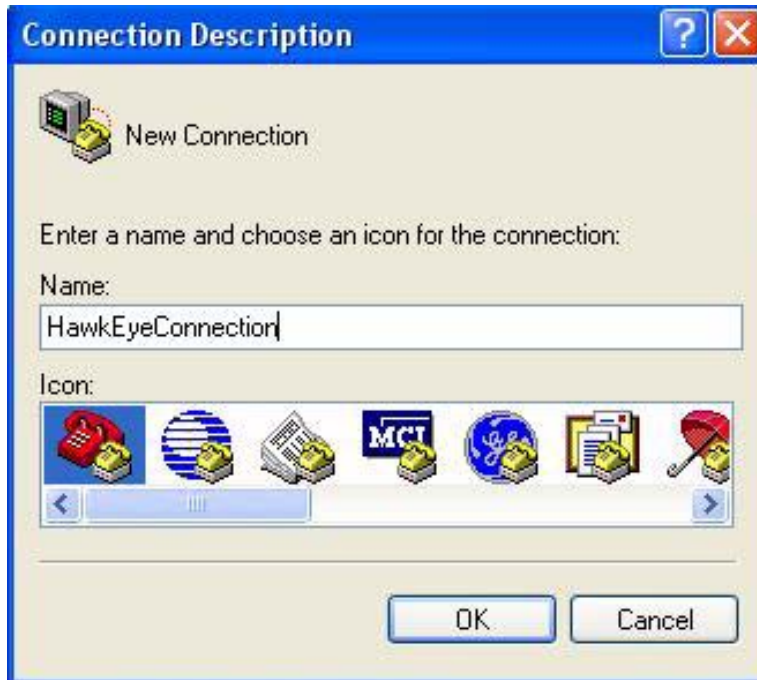 Connection Description
New Connection
Enter a name and choose an icon for the connection:
Name:
HawkEyeConnection
Icon:
MCI
OK Cancel